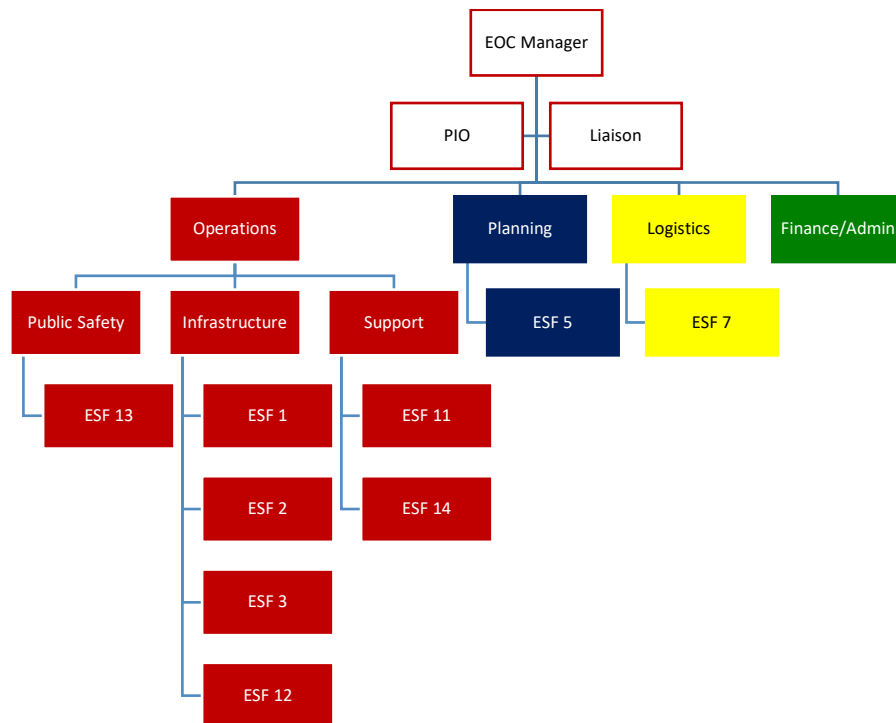 EOC Manager
PIO
Liaison
Operations
Planning
Logistics
Finance/Admin
Public Safety
Infrastructure
Support
ESF 5
ESF 7
ESF 13
ESF 1
ESF 11
ESF 2
ESF 14
ESF 3
ESF 12